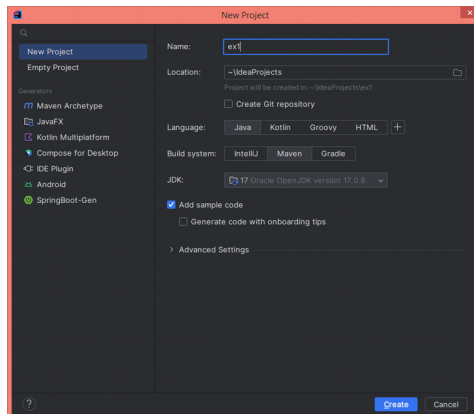 New Project
New Project
Empty Project
Generators
Maven Archetype
JavaFX
Kotlin Multiplatform
Compose for Desktop
IDE Plugin
Android
SpringBoot-Gen
Name:
ex1
Location:
~\IdeaProjects
Project will be created in: ~\IdeaProjects\ex1
Create Git repository
Language:
Java Kotlin Groovy HTML +
Build system:
IntelliJ Maven Gradle
JDK:
17 Oracle OpenJDK version 17.0.8
Add sample code
Generate code with onboarding tips
> Advanced Settings
? Create Cancel